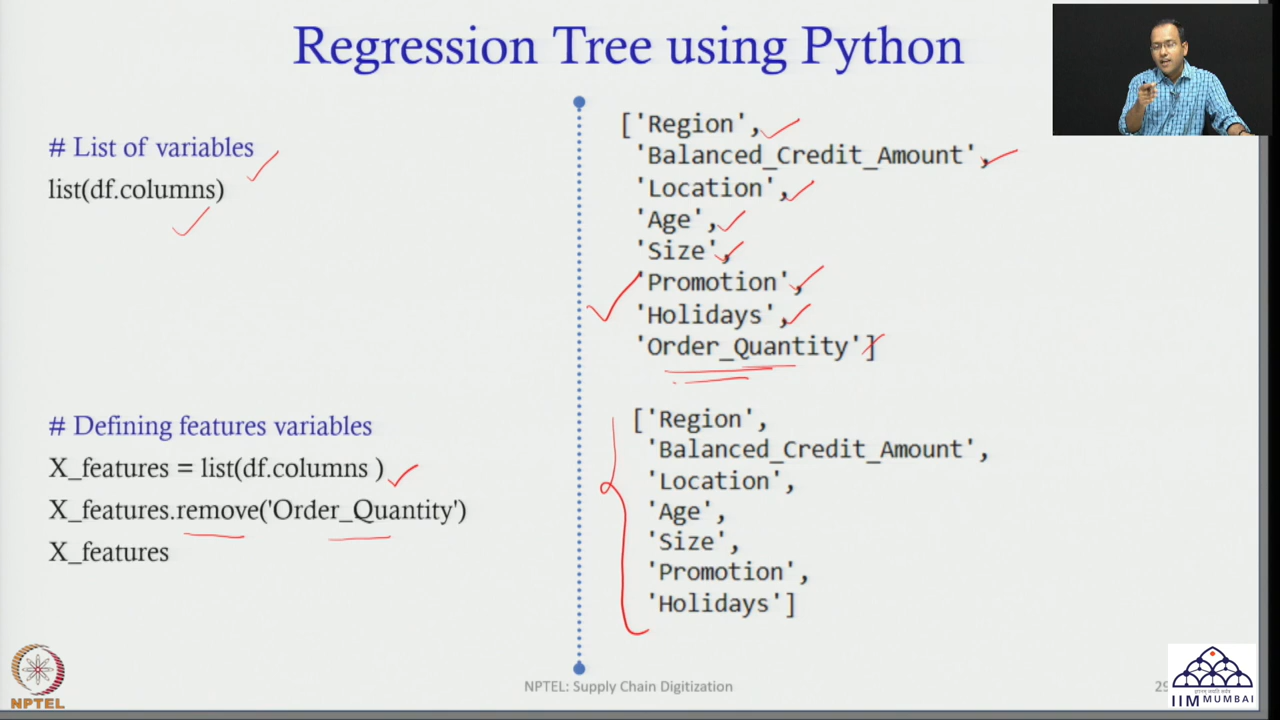 Regression Tree using Python
# List of variables
list(df.columns)
['Region',
'Balanced_Credit_Amount',
'Location',
'Age',
'Size',
'Promotion',
'Holidays',
'Order_Quantity']
# Defining features variables
X_features = list(df.columns )
X_features.remove('Order_Quantity')
X_features
['Region',
'Balanced_Credit_Amount',
'Location',
'Age',
'Size',
'Promotion',
'Holidays']
NPTEL
NPTEL: Supply Chain Digitization
IIM MUMBAI